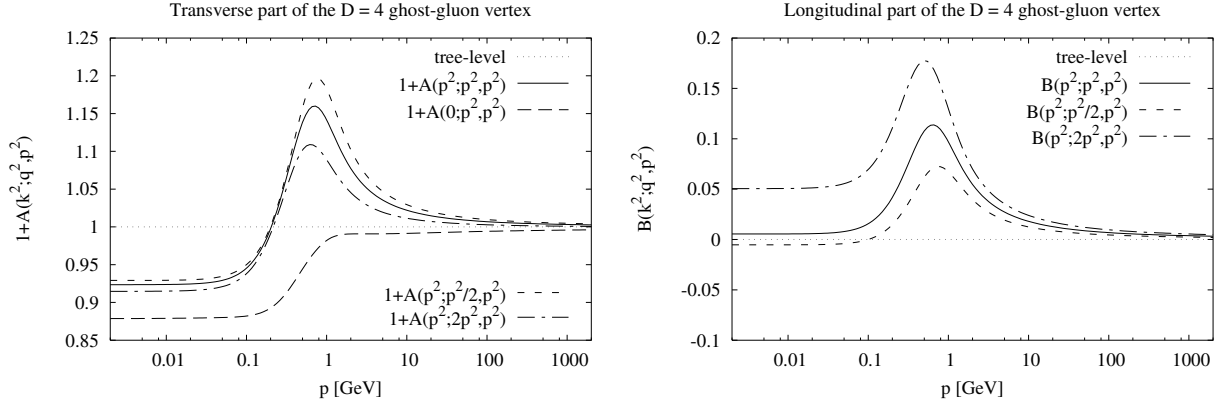 Transverse part of the D = 4 ghost-gluon vertex
1+A(k²;q²,p²)
1.25
1.2
1.15
1.1
1.05
1
0.95
0.9
0.85
tree-level
1+A(p²;p²,p²)
1+A(0;p²,p²)
1+A(p²;p²/2,p²)
1+A(p²;2p²,p²)
0.01 0.1 1 10 100 1000
p [GeV]
Longitudinal part of the D = 4 ghost-gluon vertex
B(k²;q²,p²)
0.2
0.15
0.1
0.05
0
-0.05
-0.1
tree-level
B(p²;p²,p²)
B(p²;p²/2,p²)
B(p²;2p²,p²)
0.01 0.1 1 10 100 1000
p [GeV]